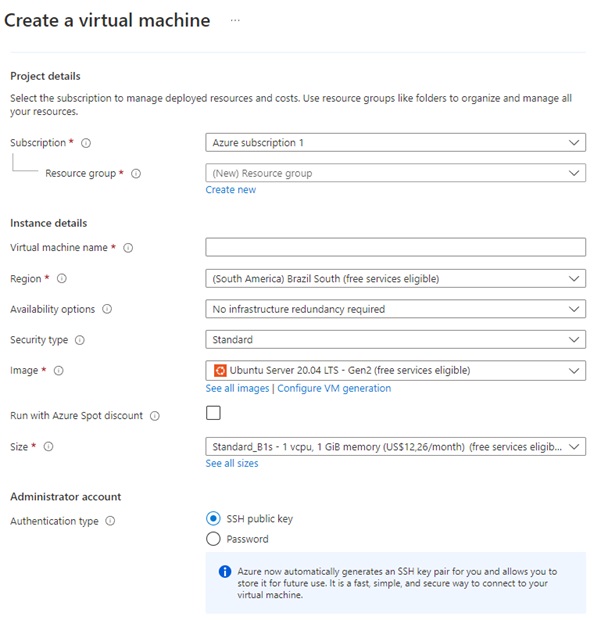 Create a virtual machine ...
Project details
Select the subscription to manage deployed resources and costs. Use resource groups like folders to organize and manage all
your resources.
Subscription * Azure subscription 1
Resource group * (New) Resource group
Create new
Instance details
Virtual machine name *
Region * (South America) Brazil South (free services eligible)
Availability options No infrastructure redundancy required
Security type Standard
Image * Ubuntu Server 20.04 LTS - Gen2 (free services eligible)
See all images | Configure VM generation
Run with Azure Spot discount
Size * Standard_B1s - 1 vcpu, 1 GiB memory (US$12,26/month) (free services eligib...
See all sizes
Administrator account
Authentication type SSH public key
Password
Azure now automatically generates an SSH key pair for you and allows you to
store it for future use. It is a fast, simple, and secure way to connect to your
virtual machine.